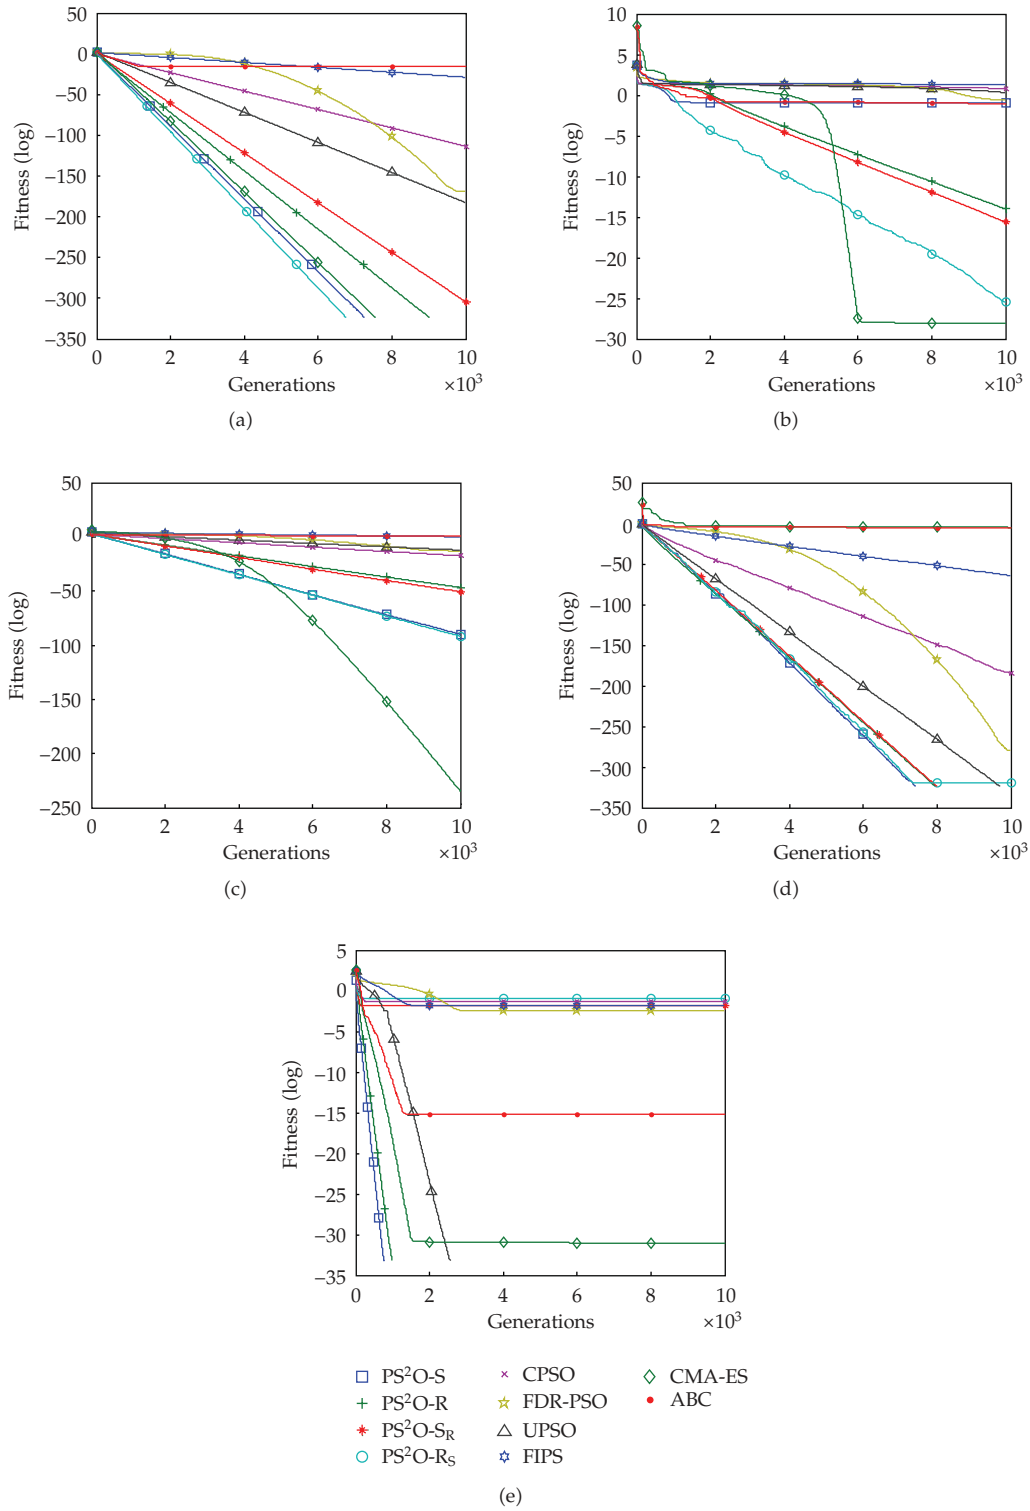 50
0
−50
−100
−150
−200
−250
−300
−350
Fitness (log)
0 2 4 6 8 10
Generations
×10³
(a)
10
5
0
−5
−10
−15
−20
−25
−30
Fitness (log)
0 2 4 6 8 10
Generations
×10³
(b)
50
0
−50
−100
−150
−200
−250
Fitness (log)
0 2 4 6 8 10
Generations
×10³
(c)
50
0
−50
−100
−150
−200
−250
−300
−350
Fitness (log)
0 2 4 6 8 10
Generations
×10³
(d)
5
0
−5
−10
−15
−20
−25
−30
−35
Fitness (log)
0 2 4 6 8 10
Generations
×10³
PS²O-S
PS²O-R
PS²O-S_R
PS²O-R_S
CPSO
FDR-PSO
UPSO
FIPS
CMA-ES
ABC
(e)